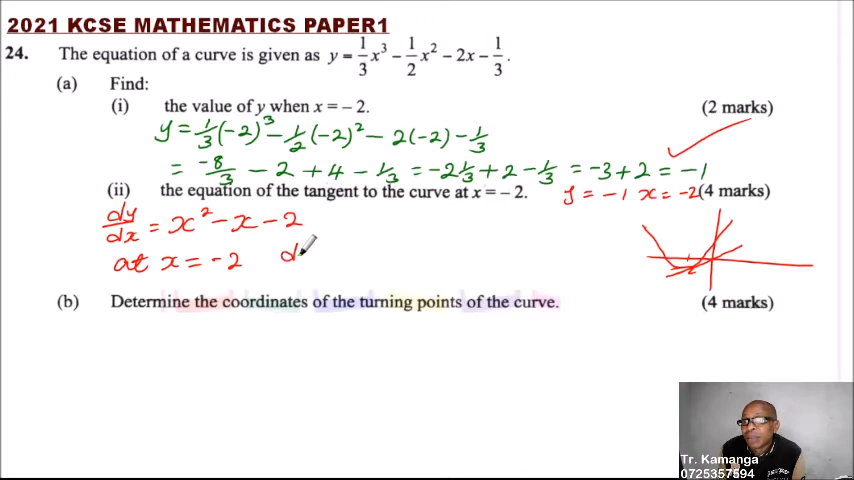 2021 KCSE MATHEMATICS PAPER1
24. The equation of a curve is given as y = 1/3 x³ − 1/2 x² − 2x − 1/3.
(a) Find:
(i) the value of y when x = − 2. (2 marks)
y = 1/3 (−2)³ − 1/2 (−2)² − 2(−2) − 1/3
= −8/3 − 2 + 4 − 1/3 = −2 1/3 + 2 − 1/3 = −3 + 2 = −1
(ii) the equation of the tangent to the curve at x = − 2. y = −1 x = −2 (4 marks)
dy/dx = x² − x − 2
at x = −2 d
(b) Determine the coordinates of the turning points of the curve. (4 marks)
Tr. Kamanga
0725357594